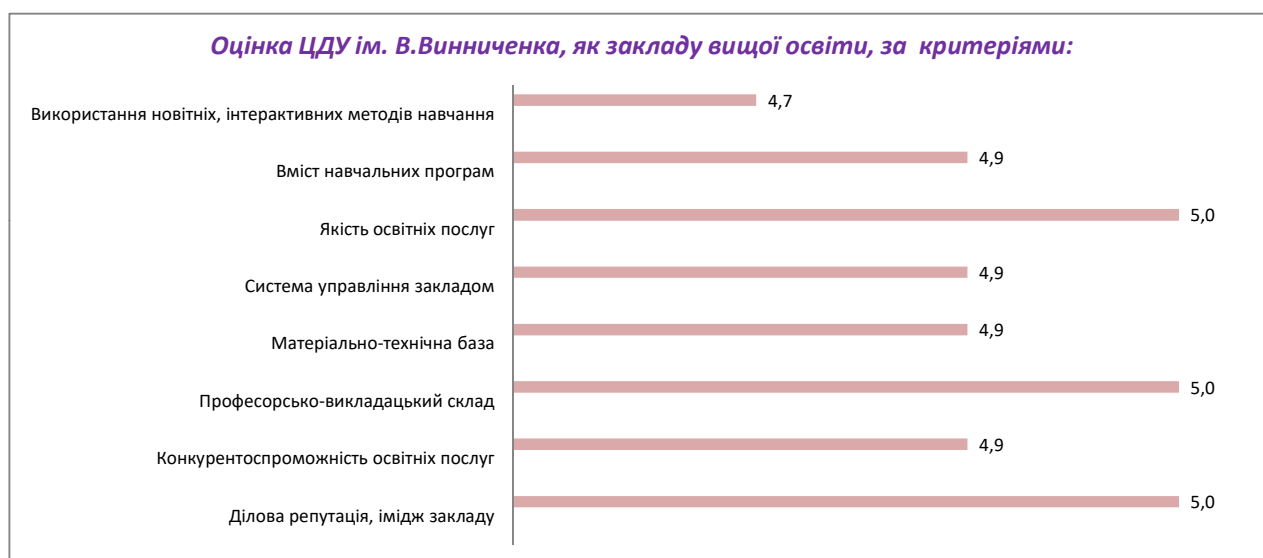 Оцінка ЦДУ ім. В.Винниченка, як закладу вищої освіти, за критеріями:
Використання новітніх, інтерактивних методів навчання 4,7
Вміст навчальних програм 4,9
Якість освітніх послуг 5,0
Система управління закладом 4,9
Матеріально-технічна база 4,9
Професорсько-викладацький склад 5,0
Конкурентоспроможність освітніх послуг 4,9
Ділова репутація, імідж закладу 5,0